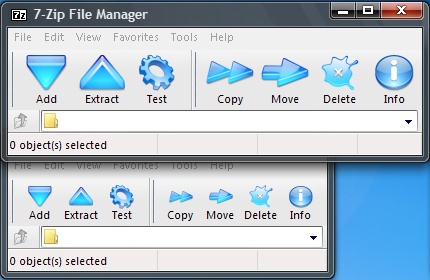 7-Zip File Manager
File Edit View Favorites Tools Help
Add Extract Test Copy Move Delete Info
0 object(s) selected
File Edit View Favorites Tools Help
Add Extract Test Copy Move Delete Info
0 object(s) selected